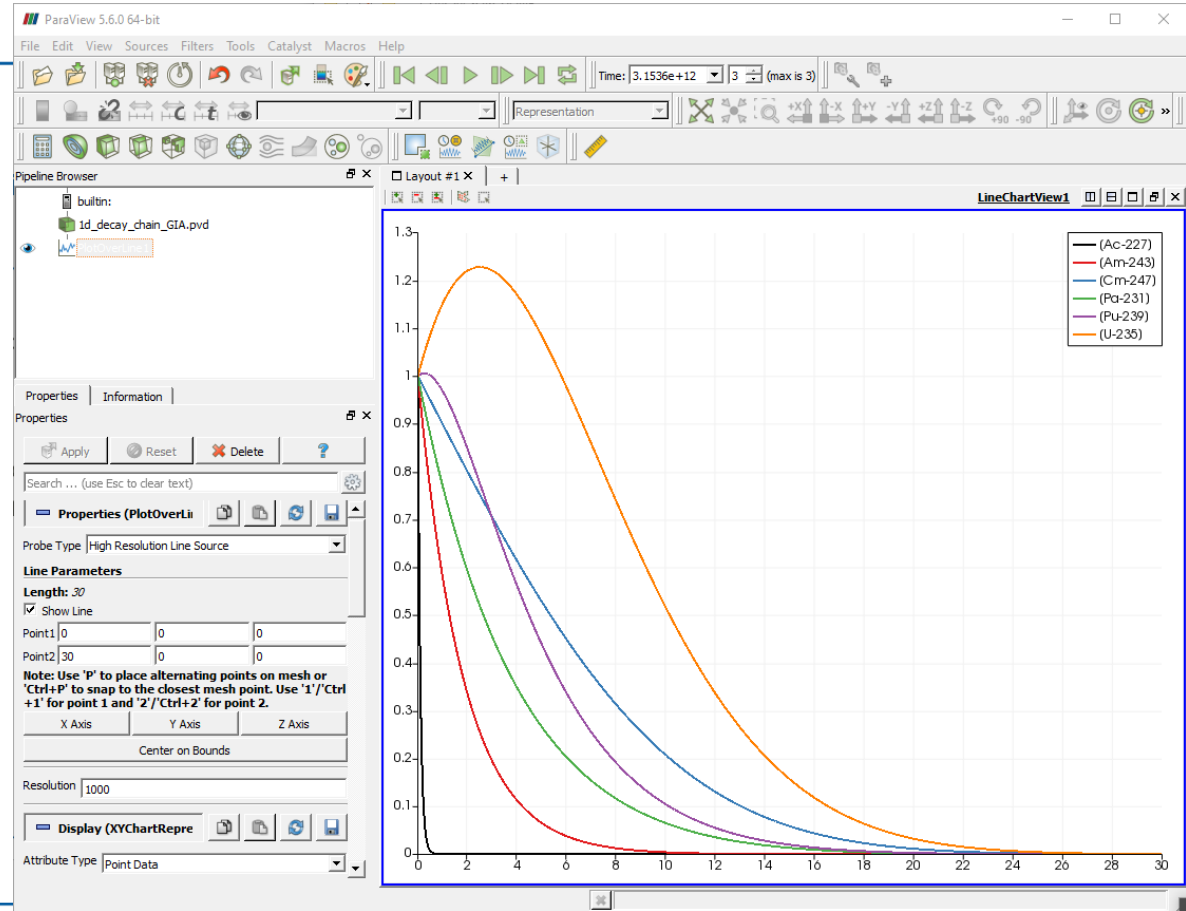 ParaView 5.6.0 64-bit
File Edit View Sources Filters Tools Catalyst Macros Help
Time: 3.1536e+12 3 (max is 3)
Representation
+X -X +Y -Y +Z -Z +90 -90 »
Pipeline Browser
builtin:
1d_decay_chain_GIA.pvd
Layout #1 X +
LineChartView1
Properties Information
Properties
Apply Reset Delete ?
Search ... (use Esc to clear text)
Properties (PlotOverLi
Probe Type High Resolution Line Source
Line Parameters
Length: 30
Show Line
Point1 0 0 0
Point2 30 0 0
Note: Use 'P' to place alternating points on mesh or
'Ctrl+P' to snap to the closest mesh point. Use '1'/'Ctrl
+1' for point 1 and '2'/'Ctrl+2' for point 2.
X Axis Y Axis Z Axis
Center on Bounds
Resolution 1000
Display (XYChartRepre
Attribute Type Point Data
1.3
1.2
1.1
1
0.9
0.8
0.7
0.6
0.5
0.4
0.3
0.2
0.1
0
0 2 4 6 8 10 12 14 16 18 20 22 24 26 28 30
(Ac-227)
(Am-243)
(Cm-247)
(Pa-231)
(Pu-239)
(U-235)